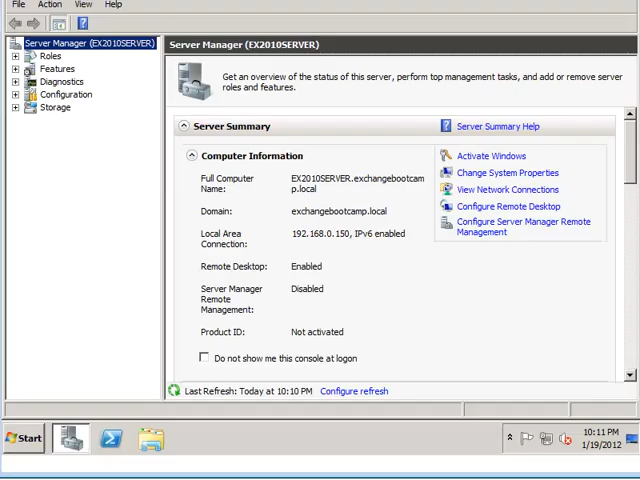 File Action View Help
Server Manager (EX2010SERVER)
Roles
Features
Diagnostics
Configuration
Storage
Server Manager (EX2010SERVER)
Get an overview of the status of this server, perform top management tasks, and add or remove server
roles and features.
Server Summary
Server Summary Help
Computer Information
Full Computer
Name:
EX2010SERVER.exchangebootcam
p.local
Domain:
exchangebootcamp.local
Local Area
Connection:
192.168.0.150, IPv6 enabled
Remote Desktop:
Enabled
Server Manager
Remote
Management:
Disabled
Product ID:
Not activated
Do not show me this console at logon
Activate Windows
Change System Properties
View Network Connections
Configure Remote Desktop
Configure Server Manager Remote
Management
Last Refresh: Today at 10:10 PM Configure refresh
Start
10:11 PM
1/19/2012